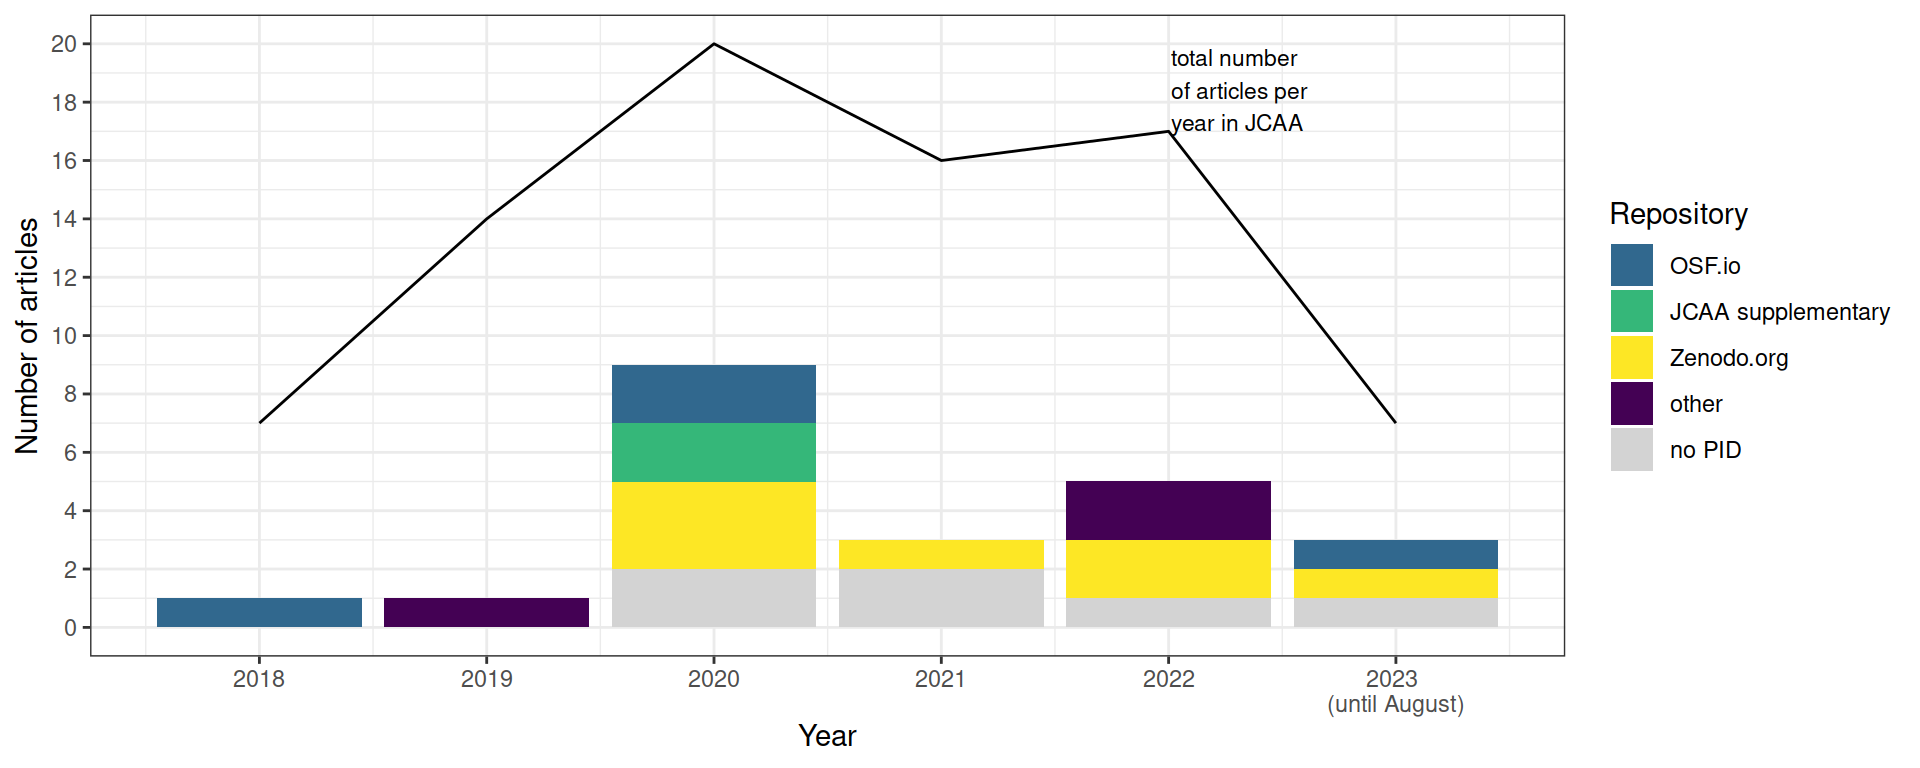 total number
of articles per
year in JCAA
Number of articles
20
18
16
14
12
10
8
6
4
2
0
2018
2019
2020
2021
2022
2023
(until August)
Year
Repository
OSF.io
JCAA supplementary
Zenodo.org
other
no PID